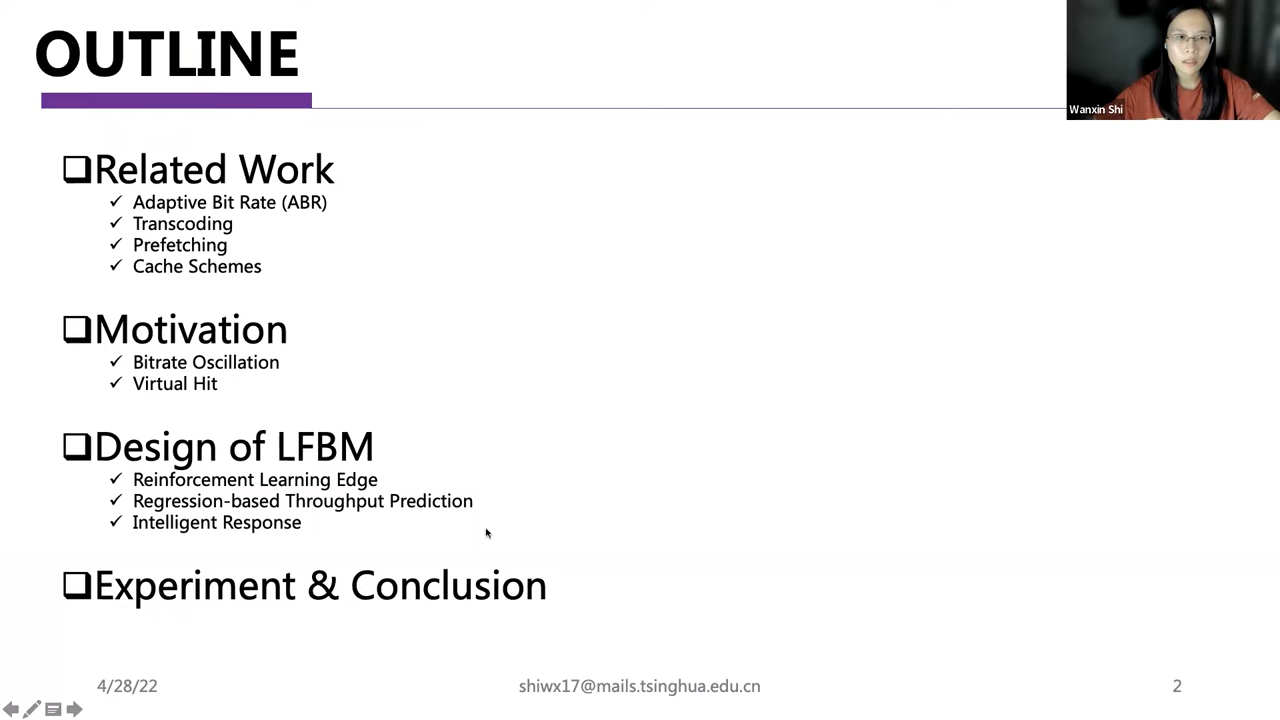 OUTLINE
Wanxin Shi
Related Work
Adaptive Bit Rate (ABR)
Transcoding
Prefetching
Cache Schemes
Motivation
Bitrate Oscillation
Virtual Hit
Design of LFBM
Reinforcement Learning Edge
Regression-based Throughput Prediction
Intelligent Response
Experiment & Conclusion
4/28/22
shiwx17@mails.tsinghua.edu.cn
2